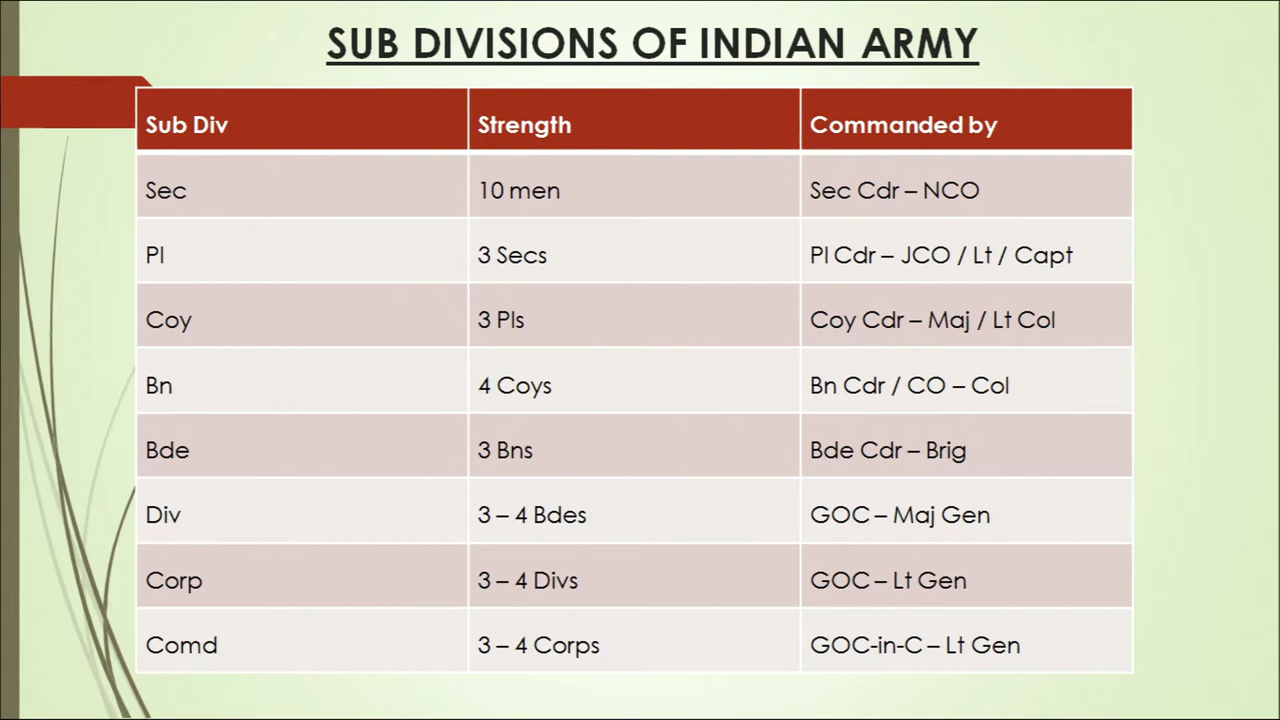 SUB DIVISIONS OF INDIAN ARMY
Sub Div Strength Commanded by
Sec 10 men Sec Cdr – NCO
Pl 3 Secs Pl Cdr – JCO / Lt / Capt
Coy 3 Pls Coy Cdr – Maj / Lt Col
Bn 4 Coys Bn Cdr / CO – Col
Bde 3 Bns Bde Cdr – Brig
Div 3 – 4 Bdes GOC – Maj Gen
Corp 3 – 4 Divs GOC – Lt Gen
Comd 3 – 4 Corps GOC-in-C – Lt Gen